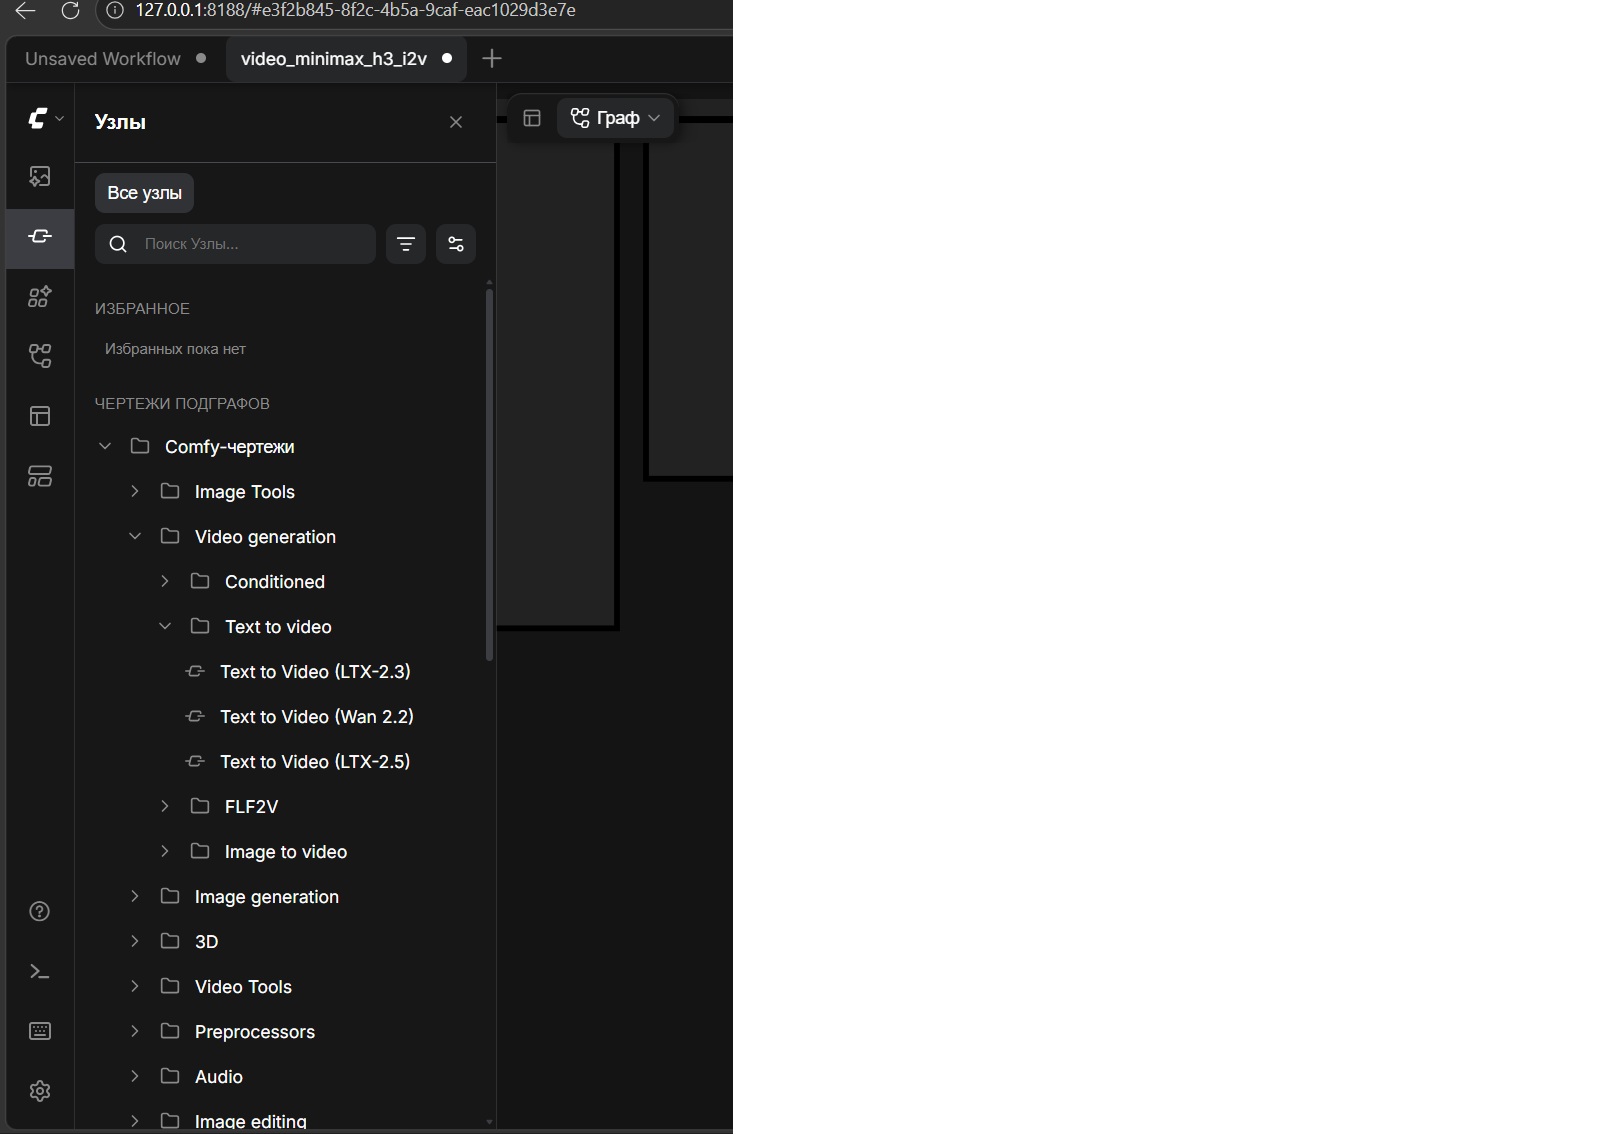 127.0.0.1:8188/#e3f2b845-8f2c-4b5a-9caf-eac1029d3e7e
Unsaved Workflow
video_minimax_h3_i2v
Узлы
Граф
Все узлы
Поиск Узлы...
ИЗБРАННОЕ
Избранных пока нет
ЧЕРТЕЖИ ПОДГРАФОВ
Comfy-чертежи
Image Tools
Video generation
Conditioned
Text to video
Text to Video (LTX-2.3)
Text to Video (Wan 2.2)
Text to Video (LTX-2.5)
FLF2V
Image to video
Image generation
3D
Video Tools
Preprocessors
Audio
Image editing